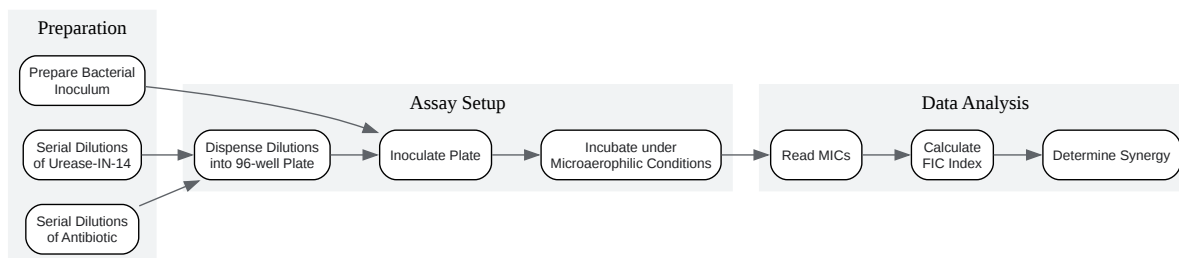 Preparation
Prepare Bacterial
Inoculum
Serial Dilutions
of Urease-IN-14
Serial Dilutions
of Antibiotic
Assay Setup
Dispense Dilutions
into 96-well Plate
Inoculate Plate
Incubate under
Microaerophilic Conditions
Data Analysis
Read MICs
Calculate
FIC Index
Determine Synergy